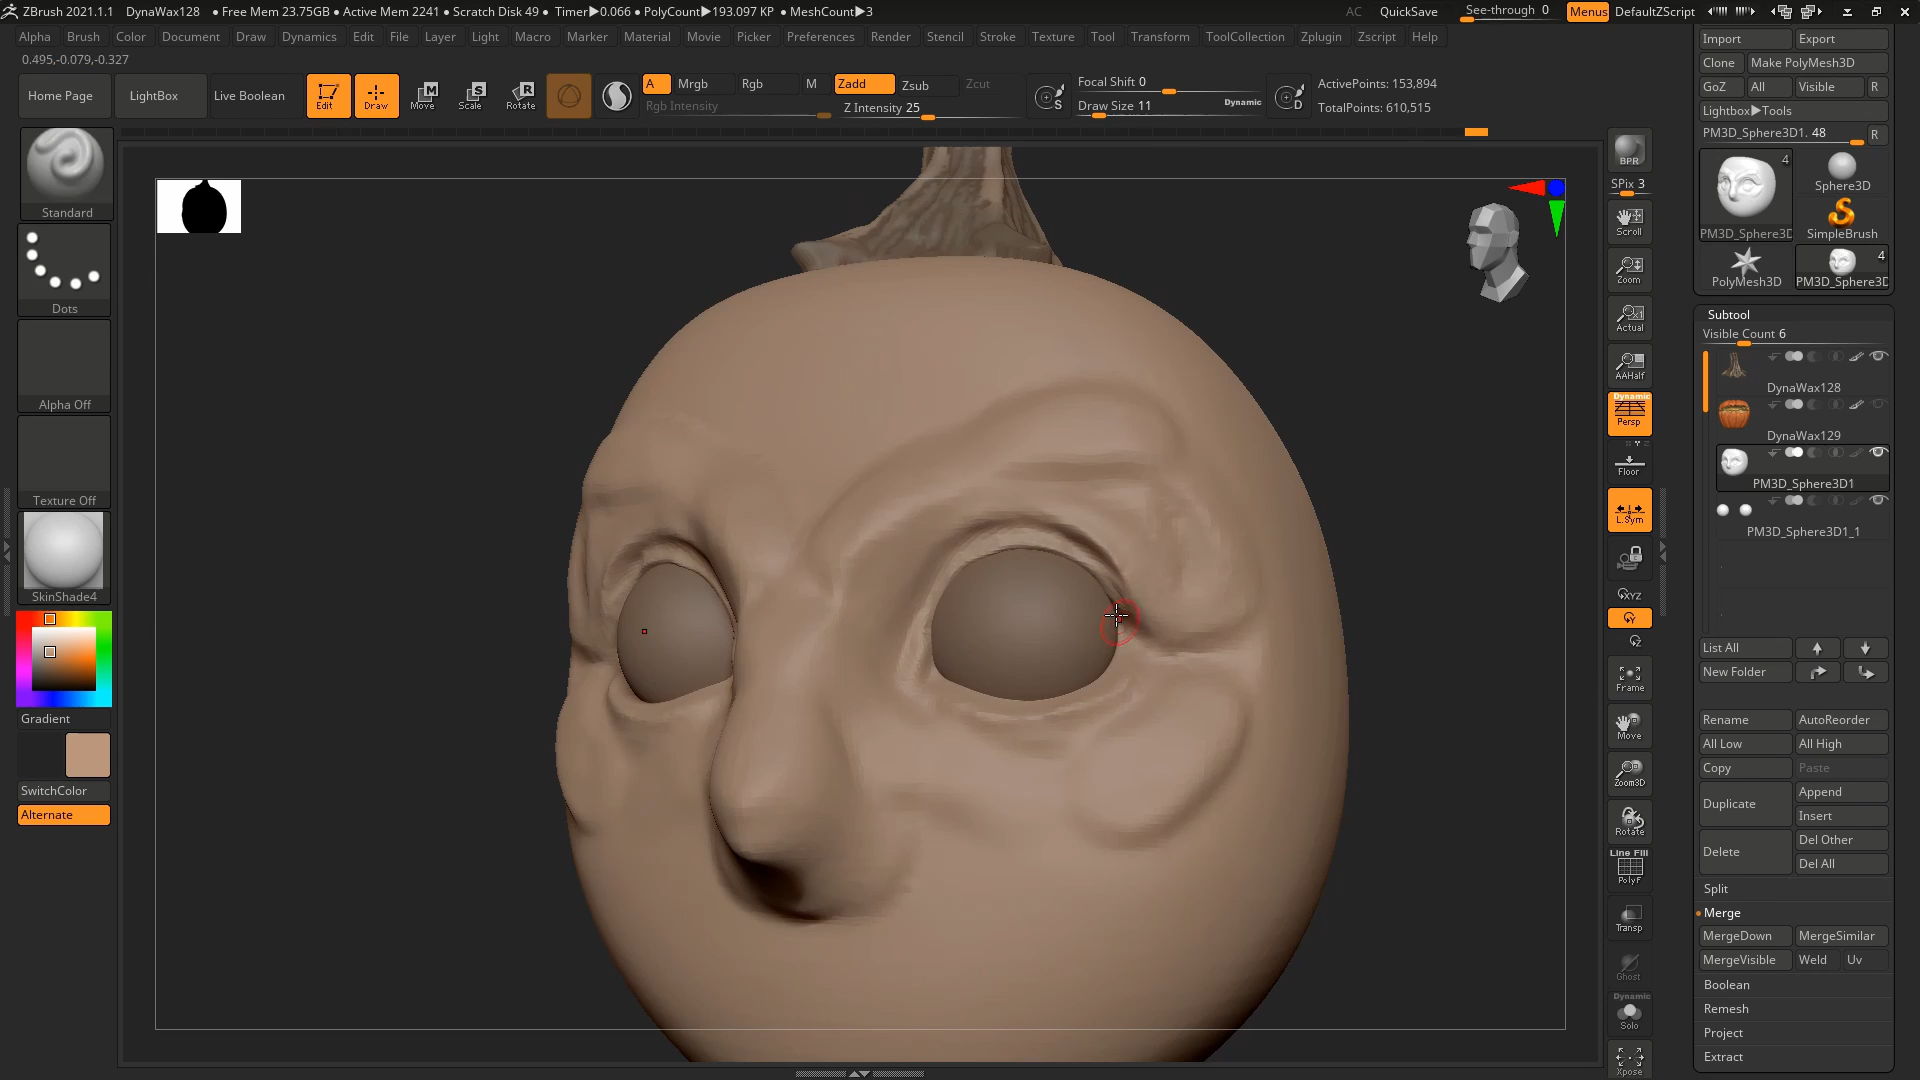 ZBrush 2021.1.1 DynaWax128 ● Free Mem 23.75GB ● Active Mem 2241 ● Scratch Disk 49 ● Timer▶0.066 ● PolyCount▶193.097 KP ● MeshCount▶3 AC QuickSave See-through 0 Menus DefaultZScript
Alpha Brush Color Document Draw Dynamics Edit File Layer Light Macro Marker Material Movie Picker Preferences Render Stencil Stroke Texture Tool Transform ToolCollection Zplugin Zscript Help
0.495,-0.079,-0.327
Home Page LightBox Live Boolean Edit Draw Move Scale Rotate A Mrgb Rgb M Zadd Zsub Zcut Focal Shift 0 ActivePoints: 153,894
Rgb Intensity Z Intensity 25 S Draw Size 11 Dynamic D TotalPoints: 610,515
Import Export
Clone Make PolyMesh3D
GoZ All Visible R
Lightbox▶Tools
PM3D_Sphere3D1. 48 R
4
Sphere3D
PM3D_Sphere3D SimpleBrush
4
PolyMesh3D PM3D_Sphere3D
Standard
Dots
Alpha Off
Texture Off
SkinShade4
Gradient
SwitchColor
Alternate
BPR
SPix 3
Scroll
Zoom
Actual
AAHalf
Dynamic
Persp
Floor
L.Sym
XYZ
Y
Z
Frame
Move
Zoom3D
Rotate
Line Fill
PolyF
Transp
Ghost
Dynamic
Solo
Xpose
Subtool
Visible Count 6
DynaWax128
DynaWax129
PM3D_Sphere3D1
PM3D_Sphere3D1_1
List All
New Folder
Rename AutoReorder
All Low All High
Copy Paste
Duplicate Append
Insert
Delete Del Other
Del All
Split
Merge
MergeDown MergeSimilar
MergeVisible Weld Uv
Boolean
Remesh
Project
Extract